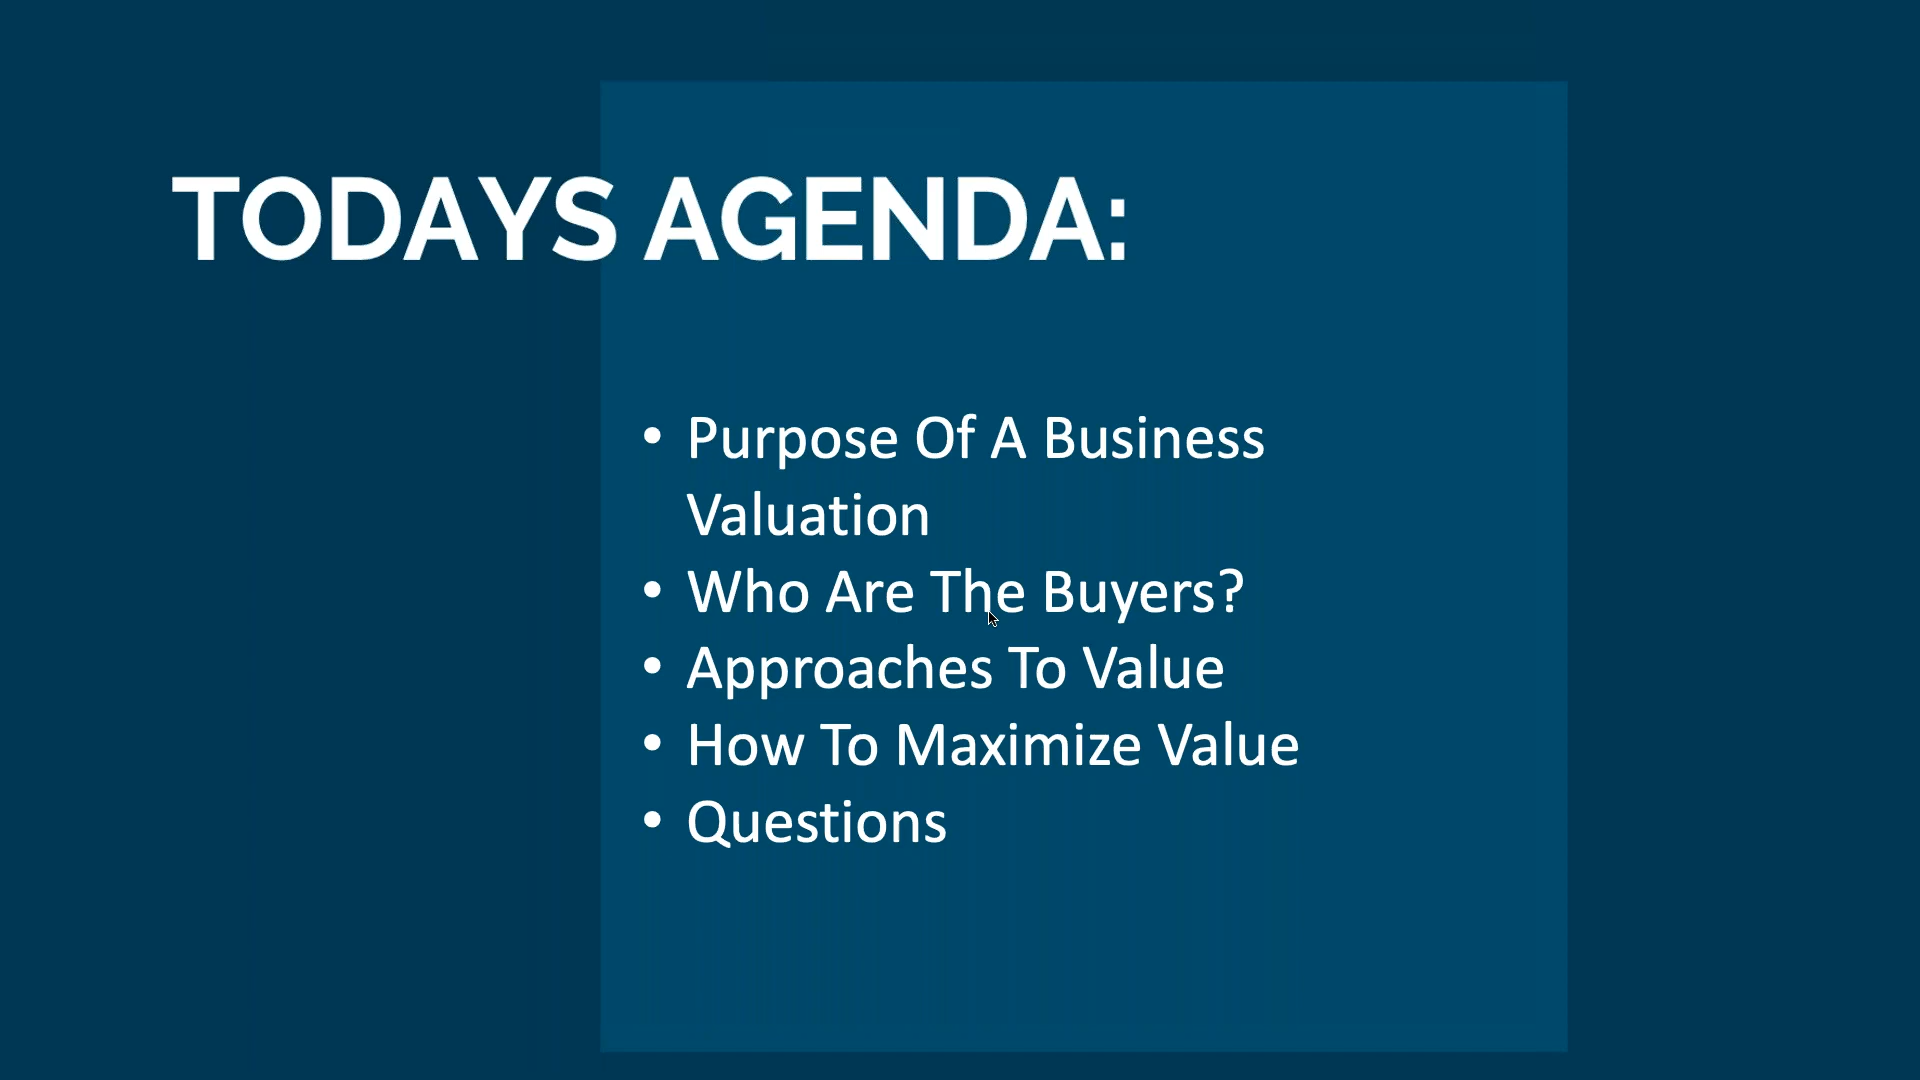 TODAYS AGENDA:
• Purpose Of A Business
Valuation
• Who Are The Buyers?
• Approaches To Value
• How To Maximize Value
• Questions